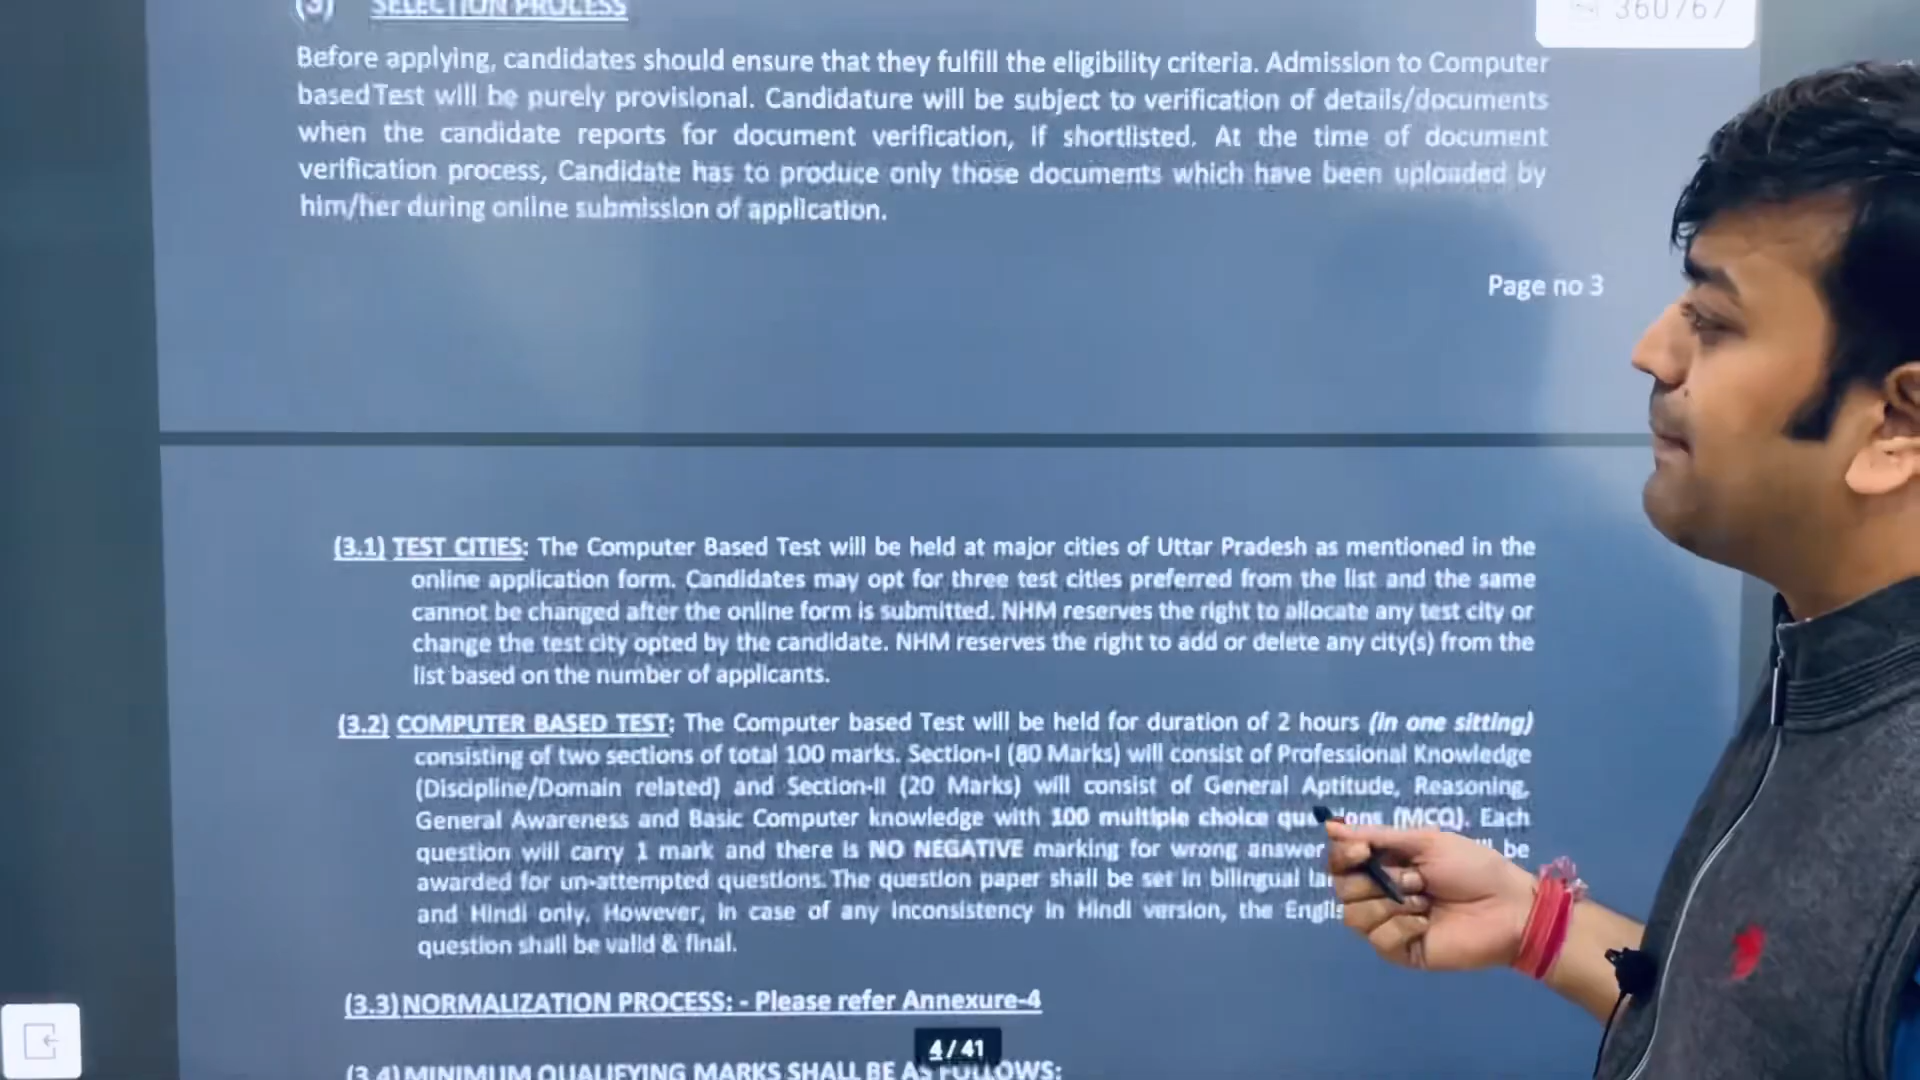 (3) SELECTION PROCESS
360767
Before applying, candidates should ensure that they fulfill the eligibility criteria. Admission to Computer
based Test will be purely provisional. Candidature will be subject to verification of details/documents
when the candidate reports for document verification, if shortlisted. At the time of document
verification process, Candidate has to produce only those documents which have been uploaded by
him/her during online submission of application.
Page no 3
(3.1) TEST CITIES: The Computer Based Test will be held at major cities of Uttar Pradesh as mentioned in the
online application form. Candidates may opt for three test cities preferred from the list and the same
cannot be changed after the online form is submitted. NHM reserves the right to allocate any test city or
change the test city opted by the candidate. NHM reserves the right to add or delete any city(s) from the
list based on the number of applicants.
(3.2) COMPUTER BASED TEST: The Computer based Test will be held for duration of 2 hours (in one sitting)
consisting of two sections of total 100 marks. Section-I (80 Marks) will consist of Professional Knowledge
(Discipline/Domain related) and Section-II (20 Marks) will consist of General Aptitude, Reasoning,
General Awareness and Basic Computer knowledge with 100 multiple choice (MCQ). Each
question will carry 1 mark and there is NO NEGATIVE marking for wrong answer be
awarded for un-attempted questions. The question paper shall be set in bilingual
and Hindi only. However, in case of any inconsistency in Hindi version, the
question shall be valid & final.
(3.3) NORMALIZATION PROCESS: - Please refer Annexure-4
4 / 41
(3.4) MINIMUM QUALIFYING MARKS SHALL BE AS FOLLOWS: